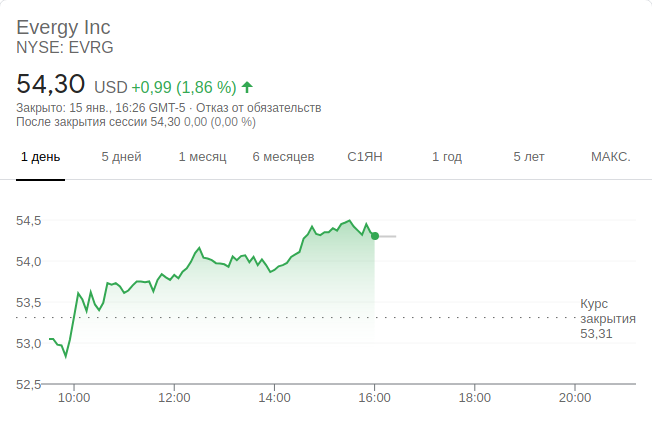 Evergy Inc
NYSE: EVRG
54,30 USD +0,99 (1,86 %)
Закрыто: 15 янв., 16:26 GMT-5 · Отказ от обязательств
После закрытия сессии 54,30 0,00 (0,00 %)
1 день 5 дней 1 месяц 6 месяцев С1ЯН 1 год 5 лет МАКС.
54,5
54,0
53,5
53,0
52,5
Курс
закрытия
53,31
10:00 12:00 14:00 16:00 18:00 20:00